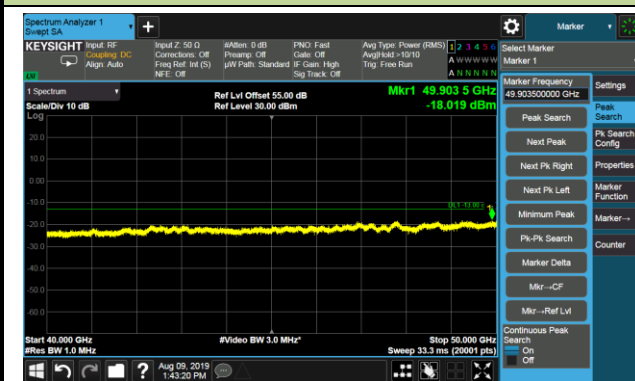 Spectrum Analyzer 1
Swept SA
KEYSIGHT
Input: RF
Coupling: DC
Align: Auto
Input Z: 50 Ω
Corrections: Off
Freq Ref: Int (S)
NFE: Off
#Atten: 0 dB
Preamp: Off
µW Path: Standard
PNO: Fast
Gate: Off
IF Gain: High
Sig Track: Off
Avg Type: Power (RMS)
Avg|Hold:>10/10
Trig: Free Run
1 2 3 4 5 6
A W W W W W
A N N N N N
LW
1 Spectrum
Scale/Div 10 dB
Log
Ref Lvl Offset 55.00 dB
Ref Level 30.00 dBm
Mkr1 49.903 5 GHz
-18.019 dBm
20.0
10.0
0.00
-10.0
-20.0
-30.0
-40.0
-50.0
-60.0
DL1 -13.00
1
Start 40.000 GHz
#Res BW 1.0 MHz
#Video BW 3.0 MHz*
Stop 50.000 GHz
Sweep 33.3 ms (20001 pts)
Aug 09, 2019
1:43:20 PM
Marker
Select Marker
Marker 1
Marker Frequency
49.903500000 GHz
Peak Search
Next Peak
Next Pk Right
Next Pk Left
Minimum Peak
Pk-Pk Search
Marker Delta
Mkr→CF
Mkr→Ref Lvl
Continuous Peak
Search
On
Off
Settings
Peak
Search
Pk Search
Config
Properties
Marker
Function
Marker→
Counter